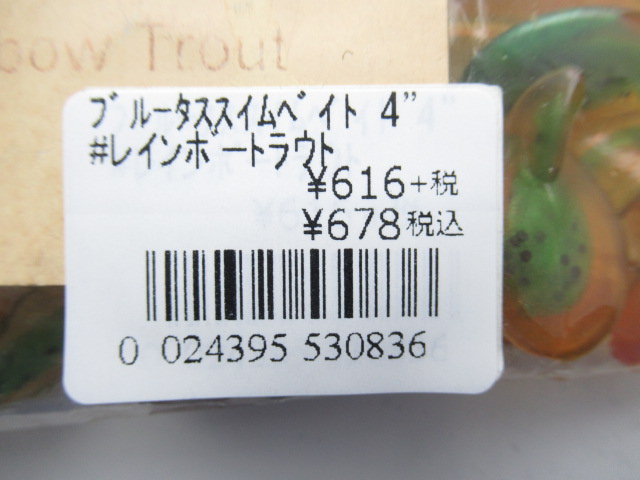 bow Trout
ﾌﾞﾙｰﾀｽｽｲﾑﾍﾞｲﾄ 4"
#ﾚｲﾝﾎﾞｰﾄﾗｳﾄ
¥616+税
¥678税込
0 024395 530836